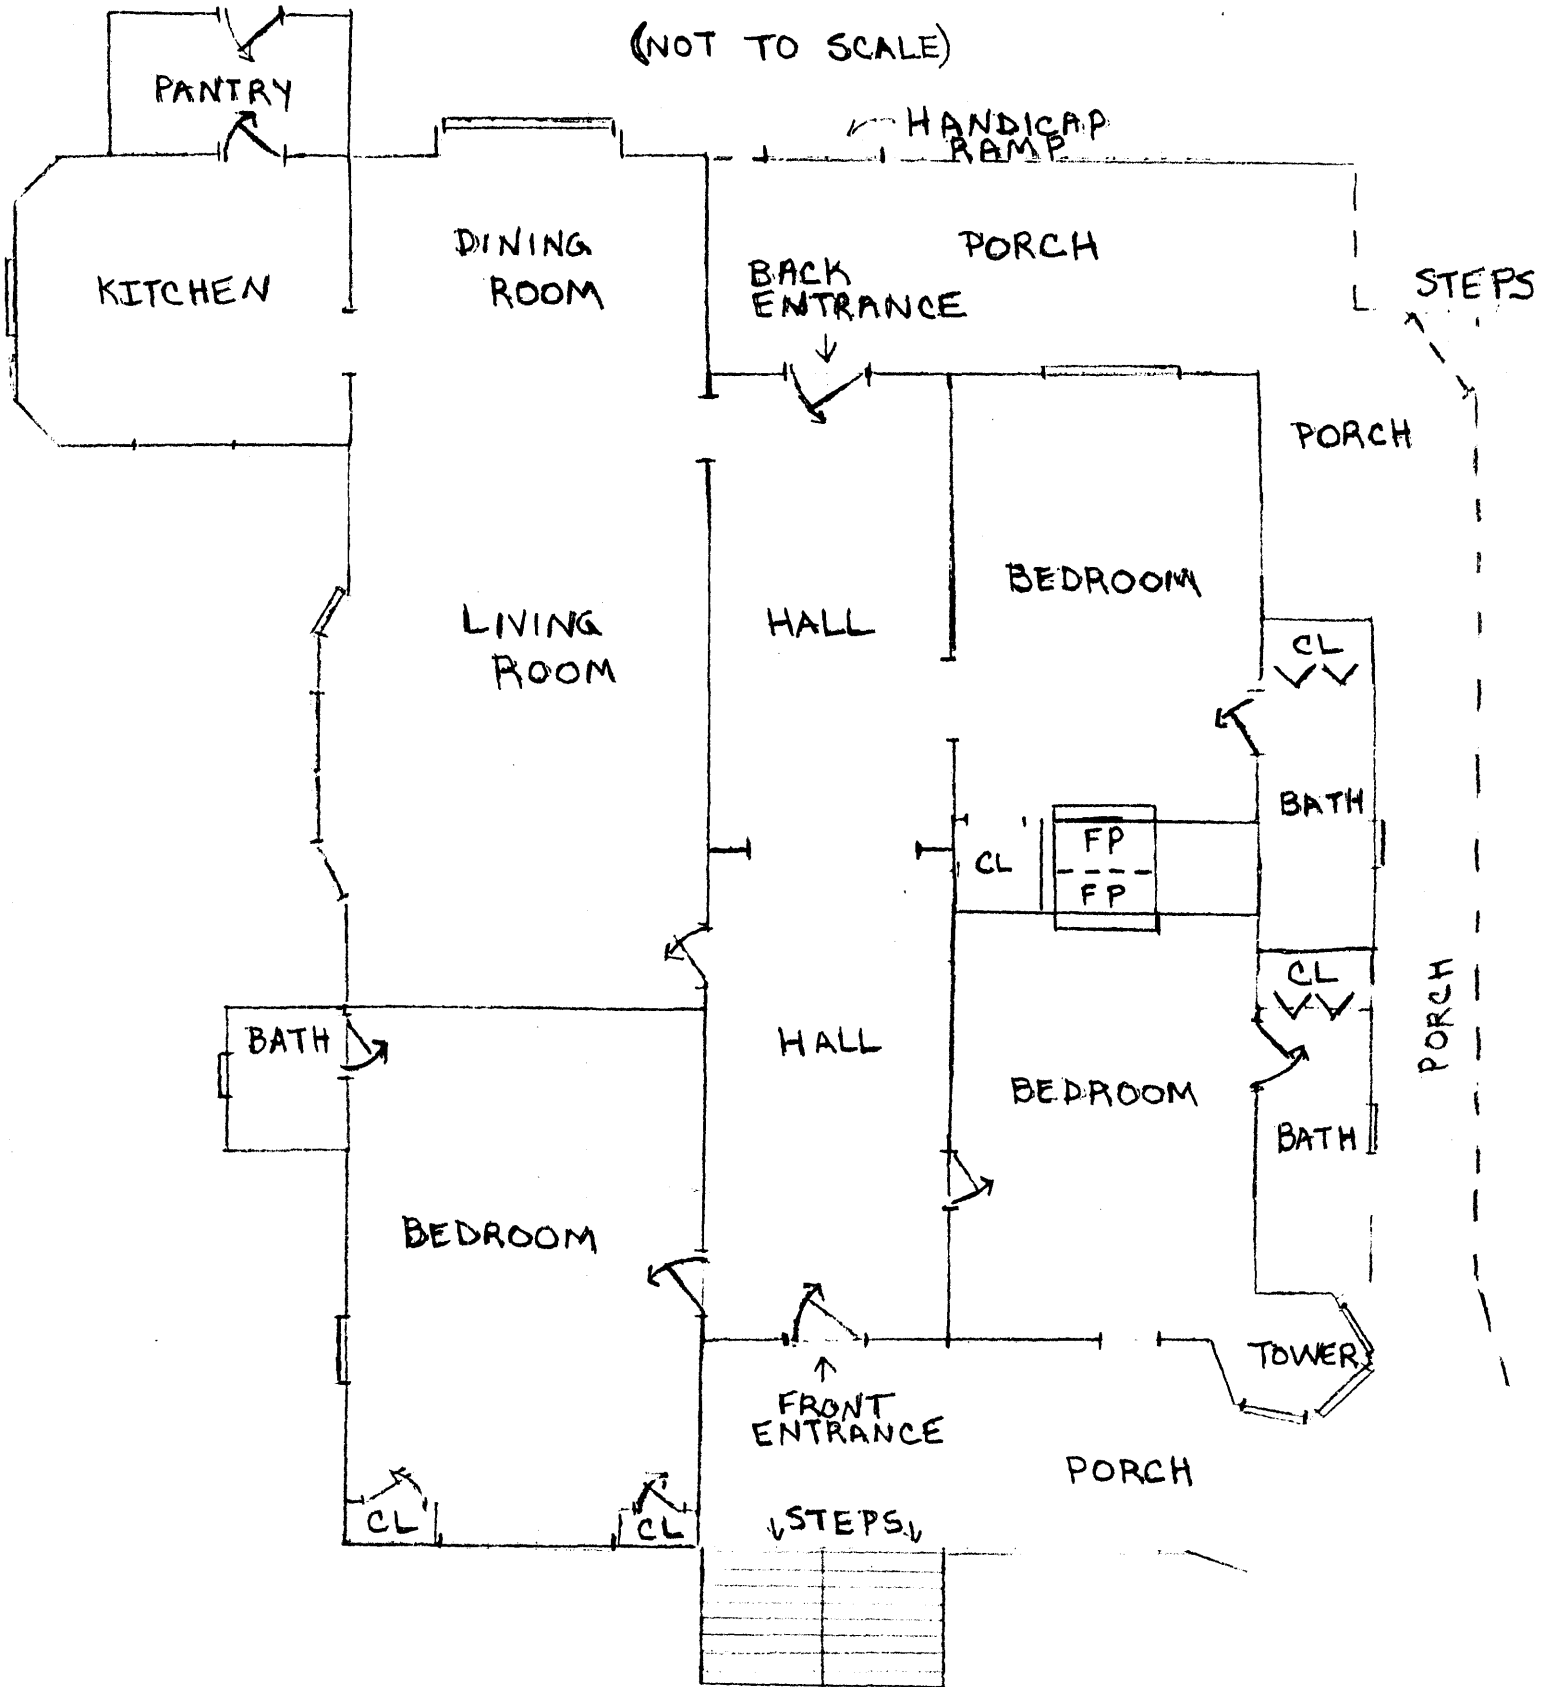 (NOT TO SCALE)
PANTRY
HANDICAP
RAMP
DINING
ROOM
PORCH
BACK
ENTRANCE
KITCHEN
STEPS
PORCH
BEDROOM
LIVING
ROOM
HALL
CL
BATH
FP
CL
FP
CL
PORCH
BATH
HALL
BEDROOM
BATH
BEDROOM
TOWER
FRONT
ENTRANCE
PORCH
CL
CL
STEPS